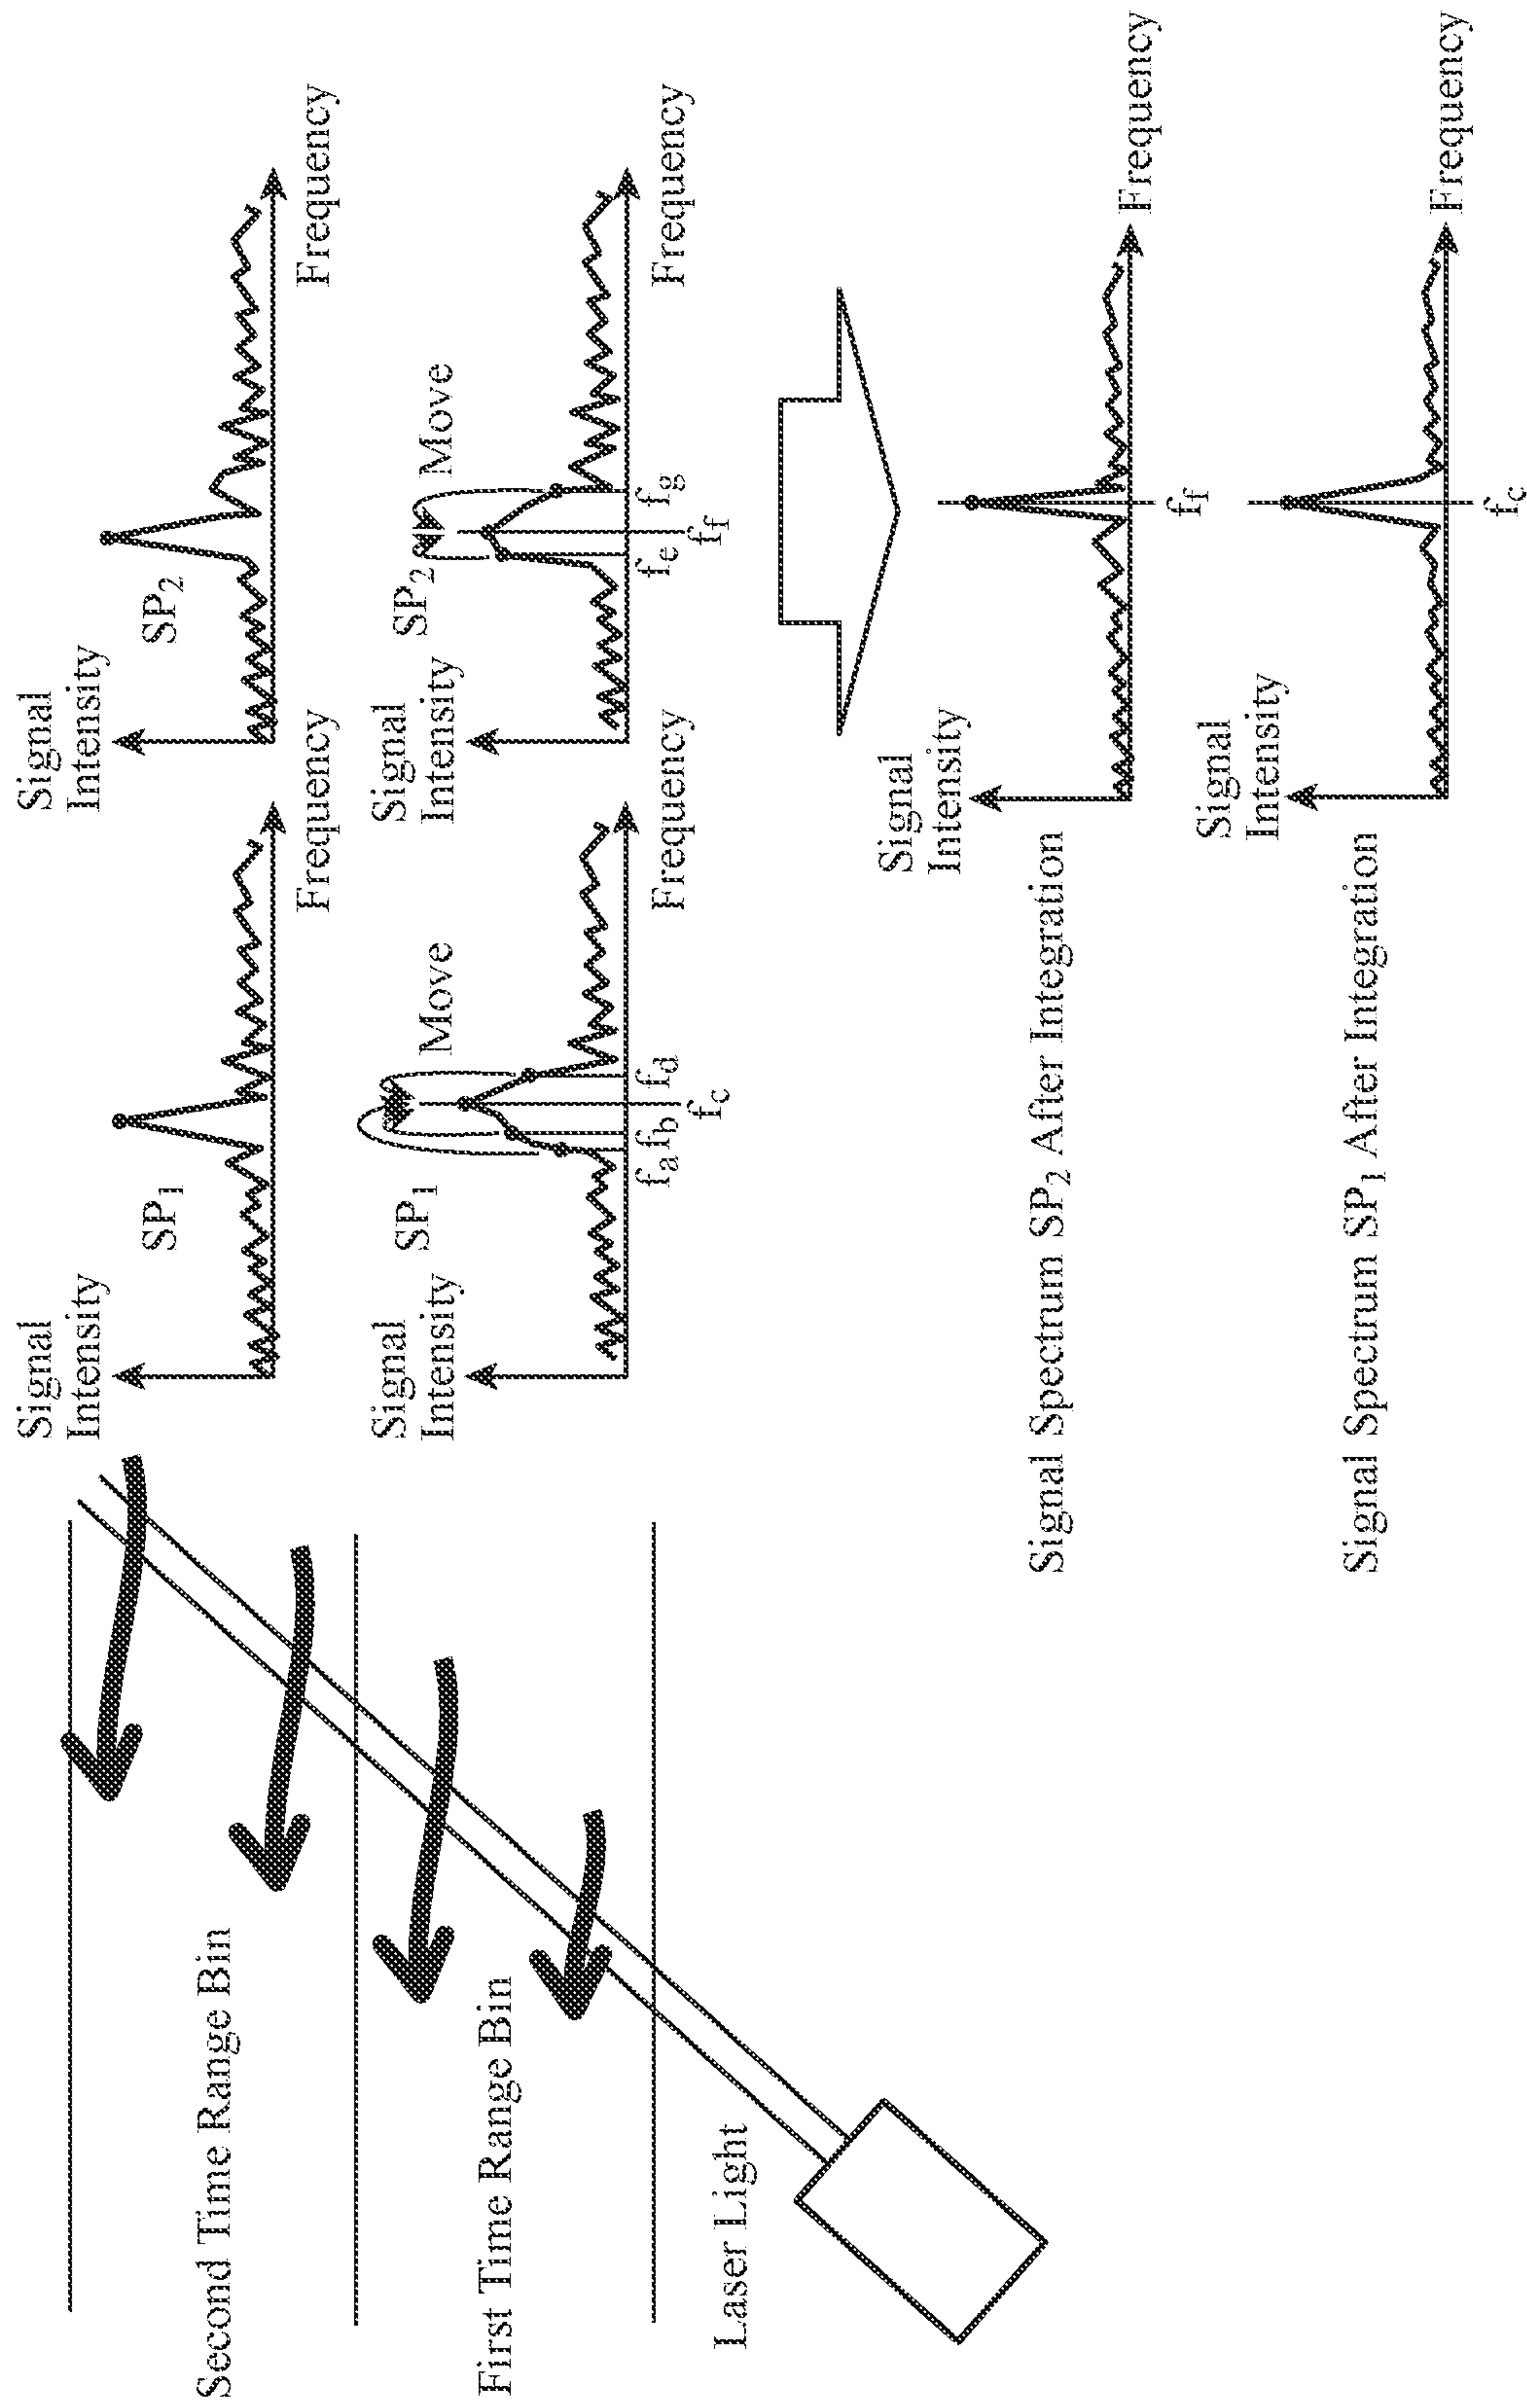 Second Time Range Bin
First Time Range Bin
Laser Light
Signal
Intensity
SP1
Frequency
Signal
Intensity
SP2
Frequency
Signal
Intensity
SP1
Move
fa fb fd
fc
Frequency
Signal
Intensity
SP2
Move
fe fg
ff
Frequency
Signal
Intensity
Signal Spectrum SP2 After Integration
ff
Frequency
Signal
Intensity
Signal Spectrum SP1 After Integration
fc
Frequency